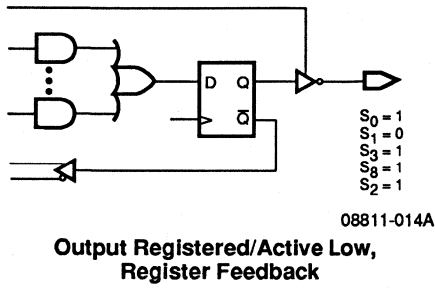 D Q
Q̅
S0 = 1
S1 = 0
S3 = 1
S8 = 1
S2 = 1
08811-014A
Output Registered/Active Low,
Register Feedback